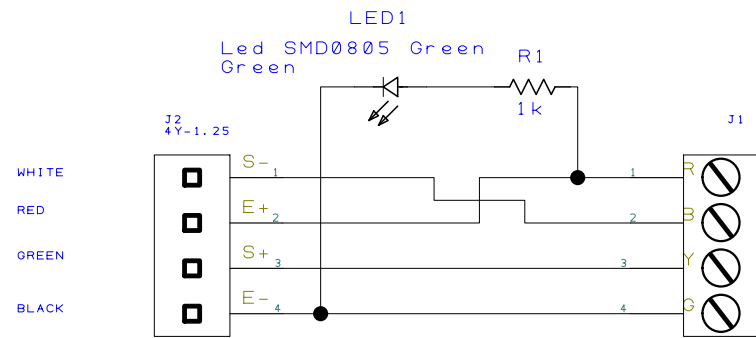 LED1
Led SMD0805 Green
Green
R1
1k
J2
4Y-1.25
J1
WHITE
S-
1
1
R
RED
E+
2
2
B
GREEN
S+
3
3
Y
BLACK
E-
4
4
G